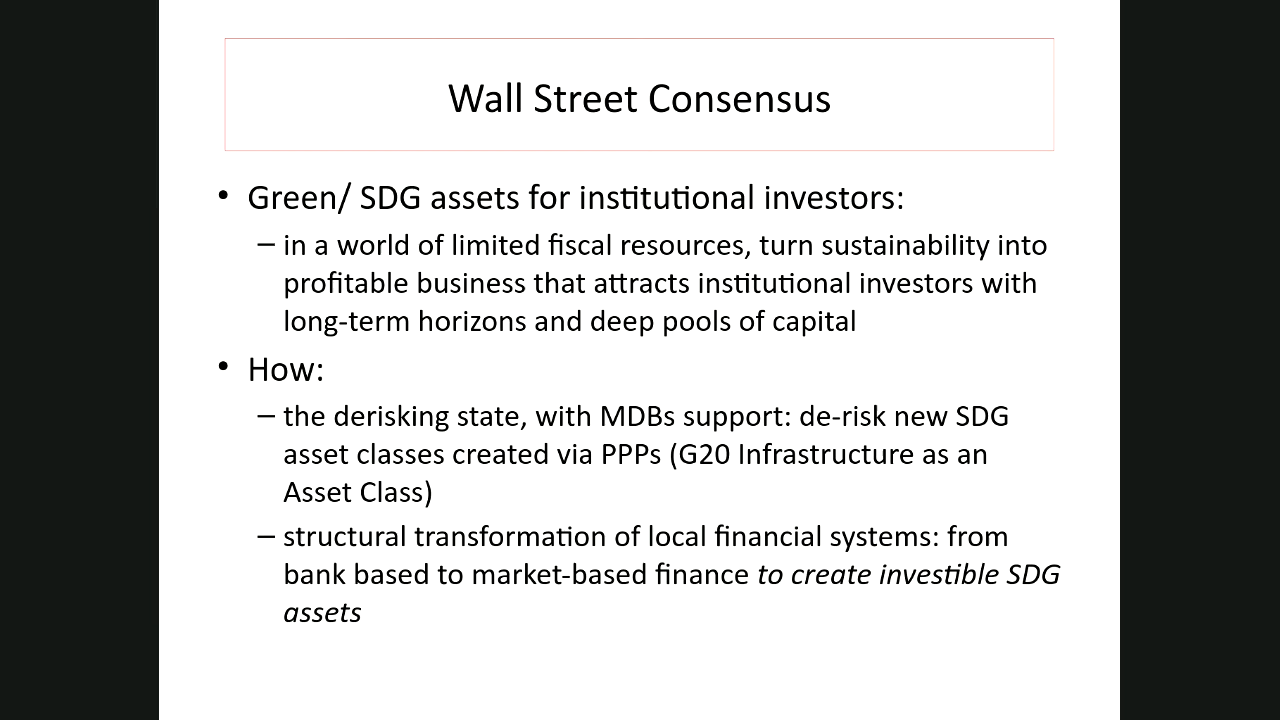 Wall Street Consensus
• Green/ SDG assets for institutional investors:
– in a world of limited fiscal resources, turn sustainability into
profitable business that attracts institutional investors with
long-term horizons and deep pools of capital
• How:
– the derisking state, with MDBs support: de-risk new SDG
asset classes created via PPPs (G20 Infrastructure as an
Asset Class)
– structural transformation of local financial systems: from
bank based to market-based finance to create investible SDG
assets